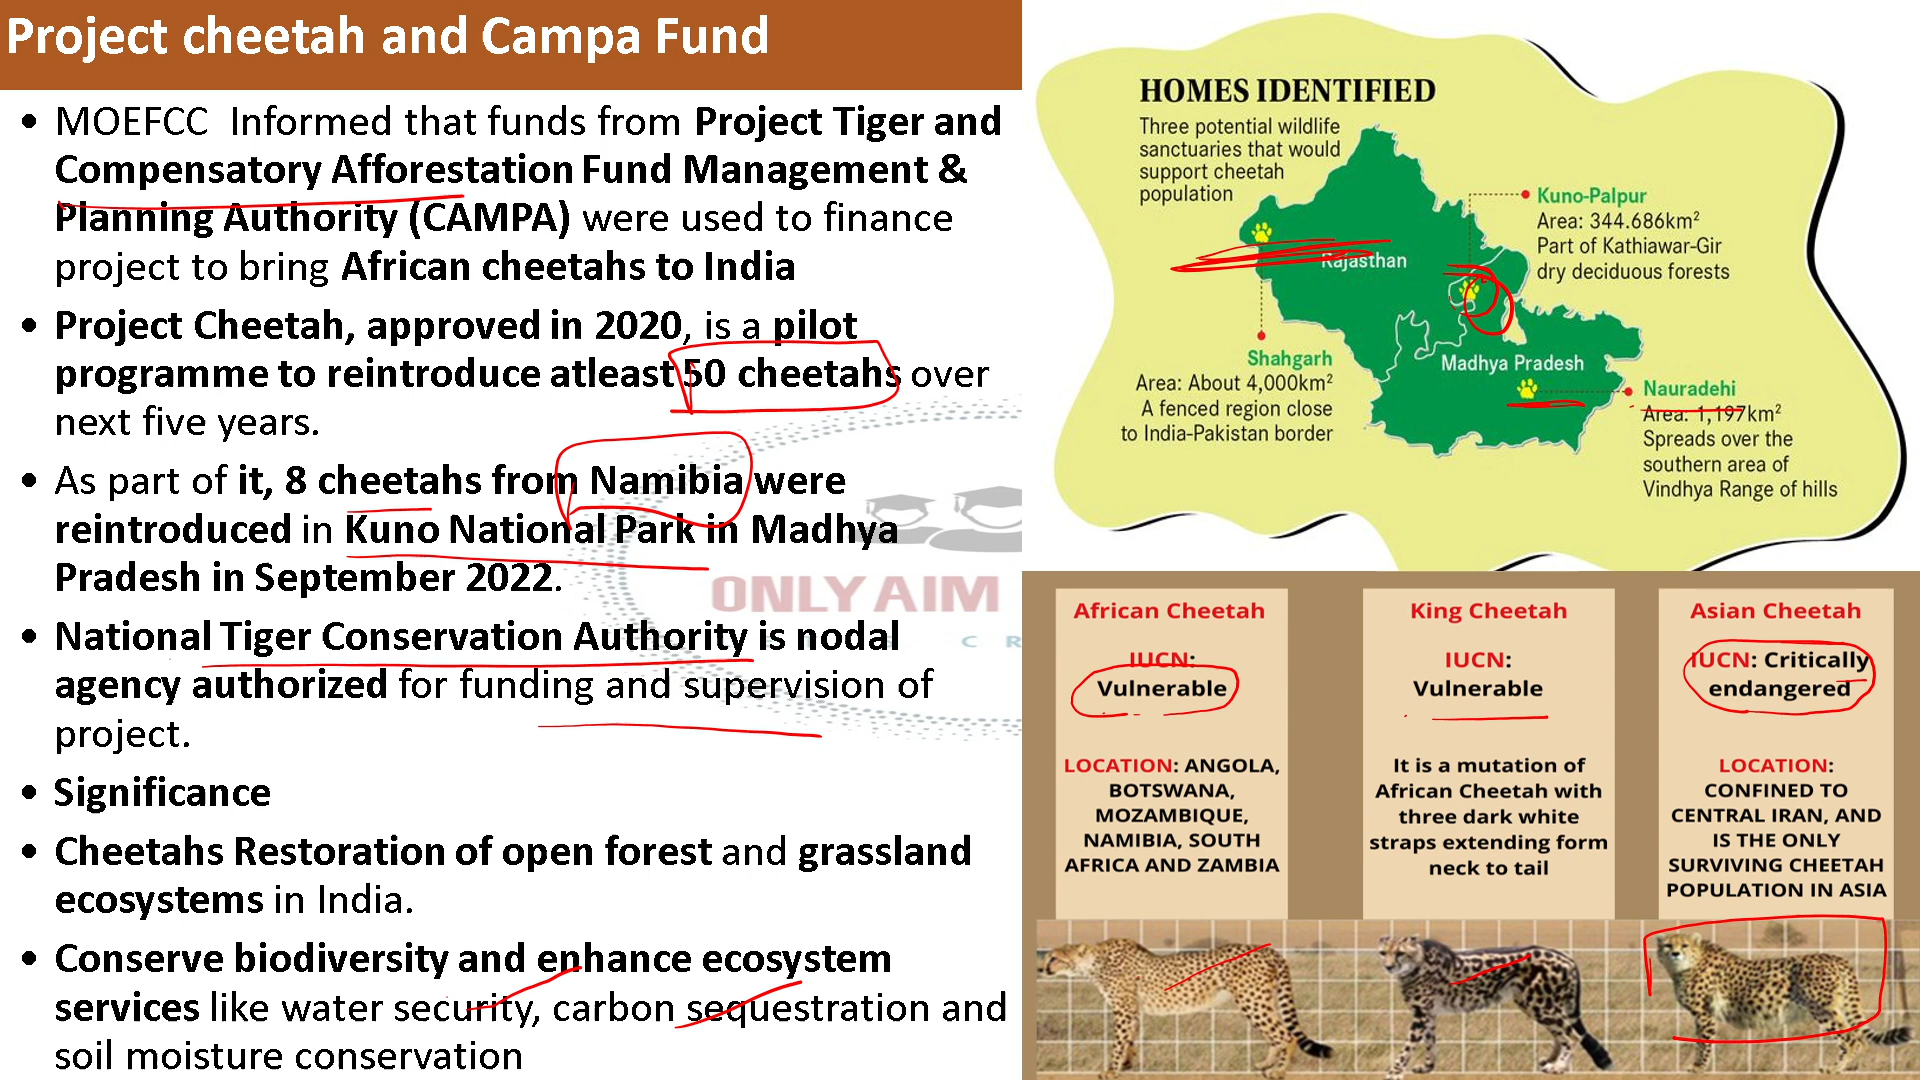 Project cheetah and Campa Fund
• MOEFCC Informed that funds from Project Tiger and
Compensatory Afforestation Fund Management &
Planning Authority (CAMPA) were used to finance
project to bring African cheetahs to India
• Project Cheetah, approved in 2020, is a pilot
programme to reintroduce atleast 50 cheetahs over
next five years.
• As part of it, 8 cheetahs from Namibia were
reintroduced in Kuno National Park in Madhya
Pradesh in September 2022.
• National Tiger Conservation Authority is nodal
agency authorized for funding and supervision of
project.
• Significance
• Cheetahs Restoration of open forest and grassland
ecosystems in India.
• Conserve biodiversity and enhance ecosystem
services like water security, carbon sequestration and
soil moisture conservation
ONLY AIM
C R
HOMES IDENTIFIED
Three potential wildlife
sanctuaries that would
support cheetah
population
Kuno-Palpur
Area: 344.686km²
Part of Kathiawar-Gir
dry deciduous forests
Rajasthan
Shahgarh
Area: About 4,000km²
A fenced region close
to India-Pakistan border
Madhya Pradesh
Nauradehi
Area: 1,197km²
Spreads over the
southern area of
Vindhya Range of hills
African Cheetah
IUCN:
Vulnerable
LOCATION: ANGOLA,
BOTSWANA,
MOZAMBIQUE,
NAMIBIA, SOUTH
AFRICA AND ZAMBIA
King Cheetah
IUCN:
Vulnerable
It is a mutation of
African Cheetah with
three dark white
straps extending form
neck to tail
Asian Cheetah
IUCN: Critically
endangered
LOCATION:
CONFINED TO
CENTRAL IRAN, AND
IS THE ONLY
SURVIVING CHEETAH
POPULATION IN ASIA